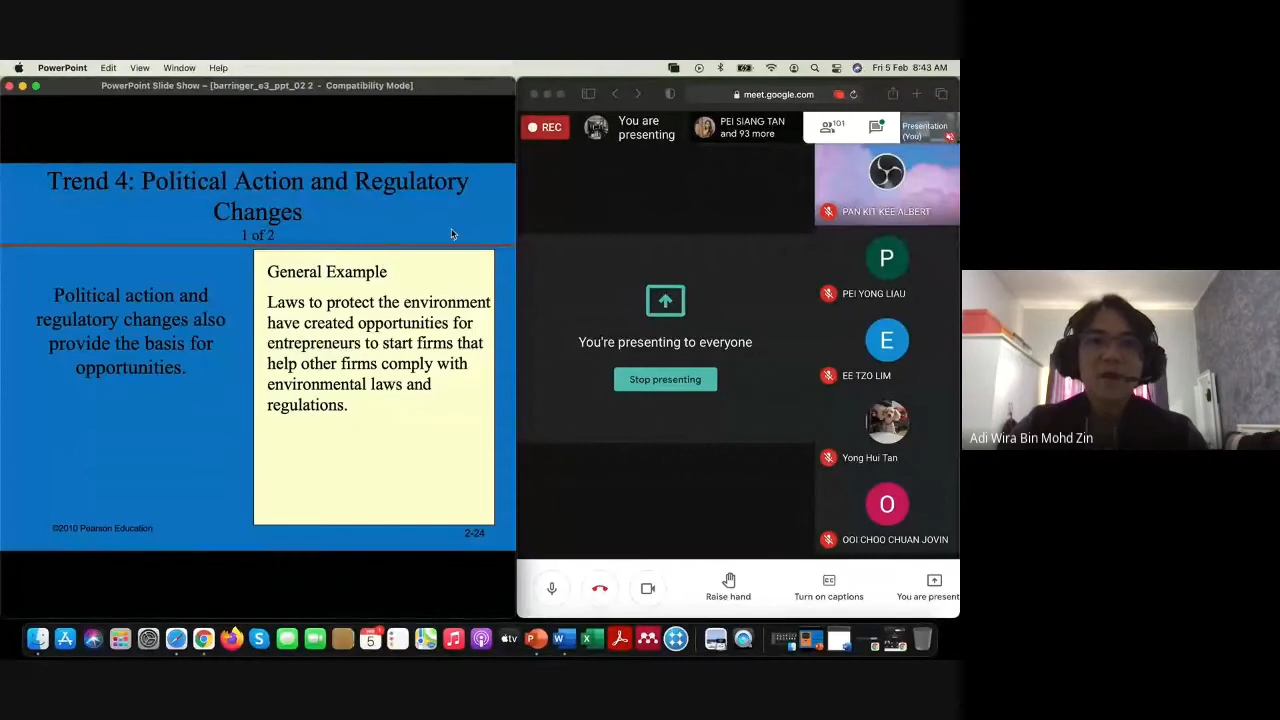 PowerPoint Edit View Window Help
Fri 5 Feb 8:43 AM
PowerPoint Slide Show – [barringer_e3_ppt_02 2 - Compatibility Mode]
Trend 4: Political Action and Regulatory
Changes
1 of 2
Political action and
regulatory changes also
provide the basis for
opportunities.
General Example
Laws to protect the environment
have created opportunities for
entrepreneurs to start firms that
help other firms comply with
environmental laws and
regulations.
©2010 Pearson Education
2-24
meet.google.com
REC
You are
presenting
PEI SIANG TAN
and 93 more
101
Presentation
(You)
PAN KIT KEE ALBERT
P
PEI YONG LIAU
E
EE TZO LIM
Yong Hui Tan
O
OOI CHOO CHUAN JOVIN
You're presenting to everyone
Stop presenting
Raise hand
CC
Turn on captions
You are present
Adi Wira Bin Mohd Zin
5
tv